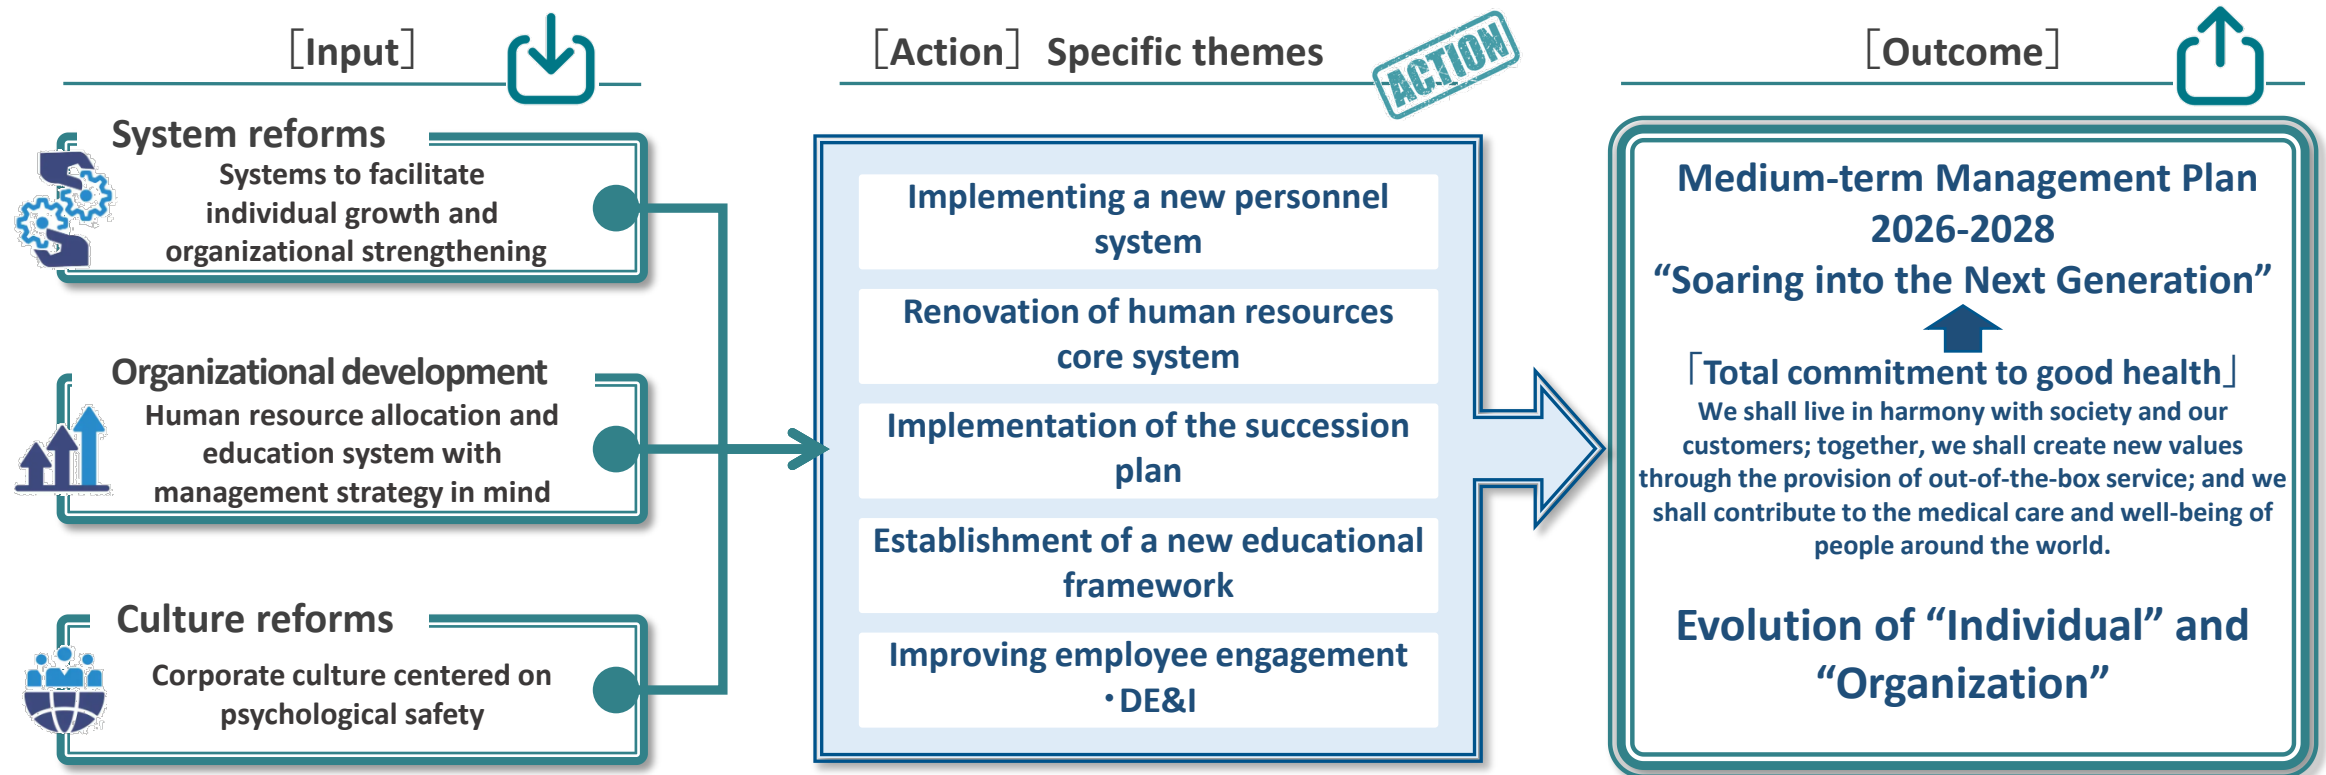 ［Input］
System reforms
Systems to facilitate
individual growth and
organizational strengthening
Organizational development
Human resource allocation and
education system with
management strategy in mind
Culture reforms
Corporate culture centered on
psychological safety
［Action］ Specific themes
ACTION
Implementing a new personnel
system
Renovation of human resources
core system
Implementation of the succession
plan
Establishment of a new educational
framework
Improving employee engagement
・DE&I
［Outcome］
Medium-term Management Plan
2026-2028
“Soaring into the Next Generation”
「Total commitment to good health」
We shall live in harmony with society and our
customers; together, we shall create new values
through the provision of out-of-the-box service; and we
shall contribute to the medical care and well-being of
people around the world.
Evolution of “Individual” and
“Organization”